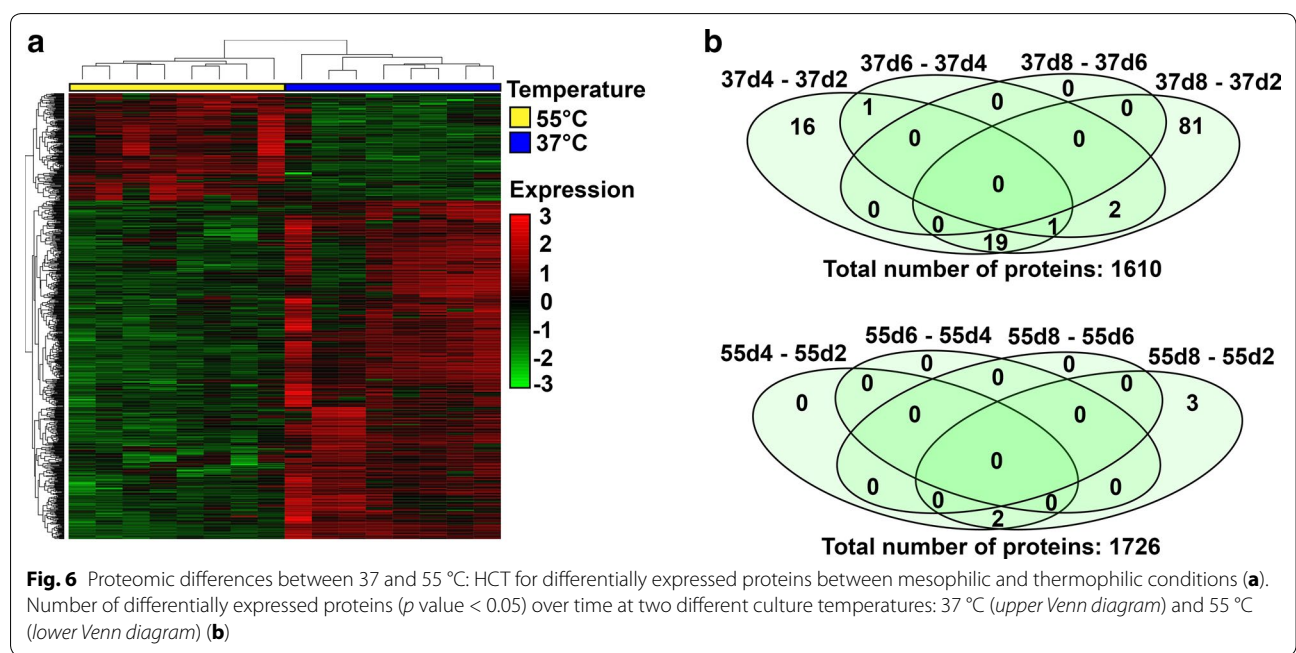 a
Temperature
55°C
37°C
Expression
3
2
1
0
-1
-2
-3
b
37d4 - 37d2
37d6 - 37d4
37d8 - 37d6
37d8 - 37d2
16
1
0
0
0
81
0
0
0
0
0
1
2
19
Total number of proteins: 1610
55d4 - 55d2
55d6 - 55d4
55d8 - 55d6
55d8 - 55d2
0
0
0
0
0
0
3
0
0
0
0
0
0
0
2
Total number of proteins: 1726
Fig. 6 Proteomic differences between 37 and 55 °C: HCT for differentially expressed proteins between mesophilic and thermophilic conditions (a).
Number of differentially expressed proteins (p value < 0.05) over time at two different culture temperatures: 37 °C (upper Venn diagram) and 55 °C
(lower Venn diagram) (b)